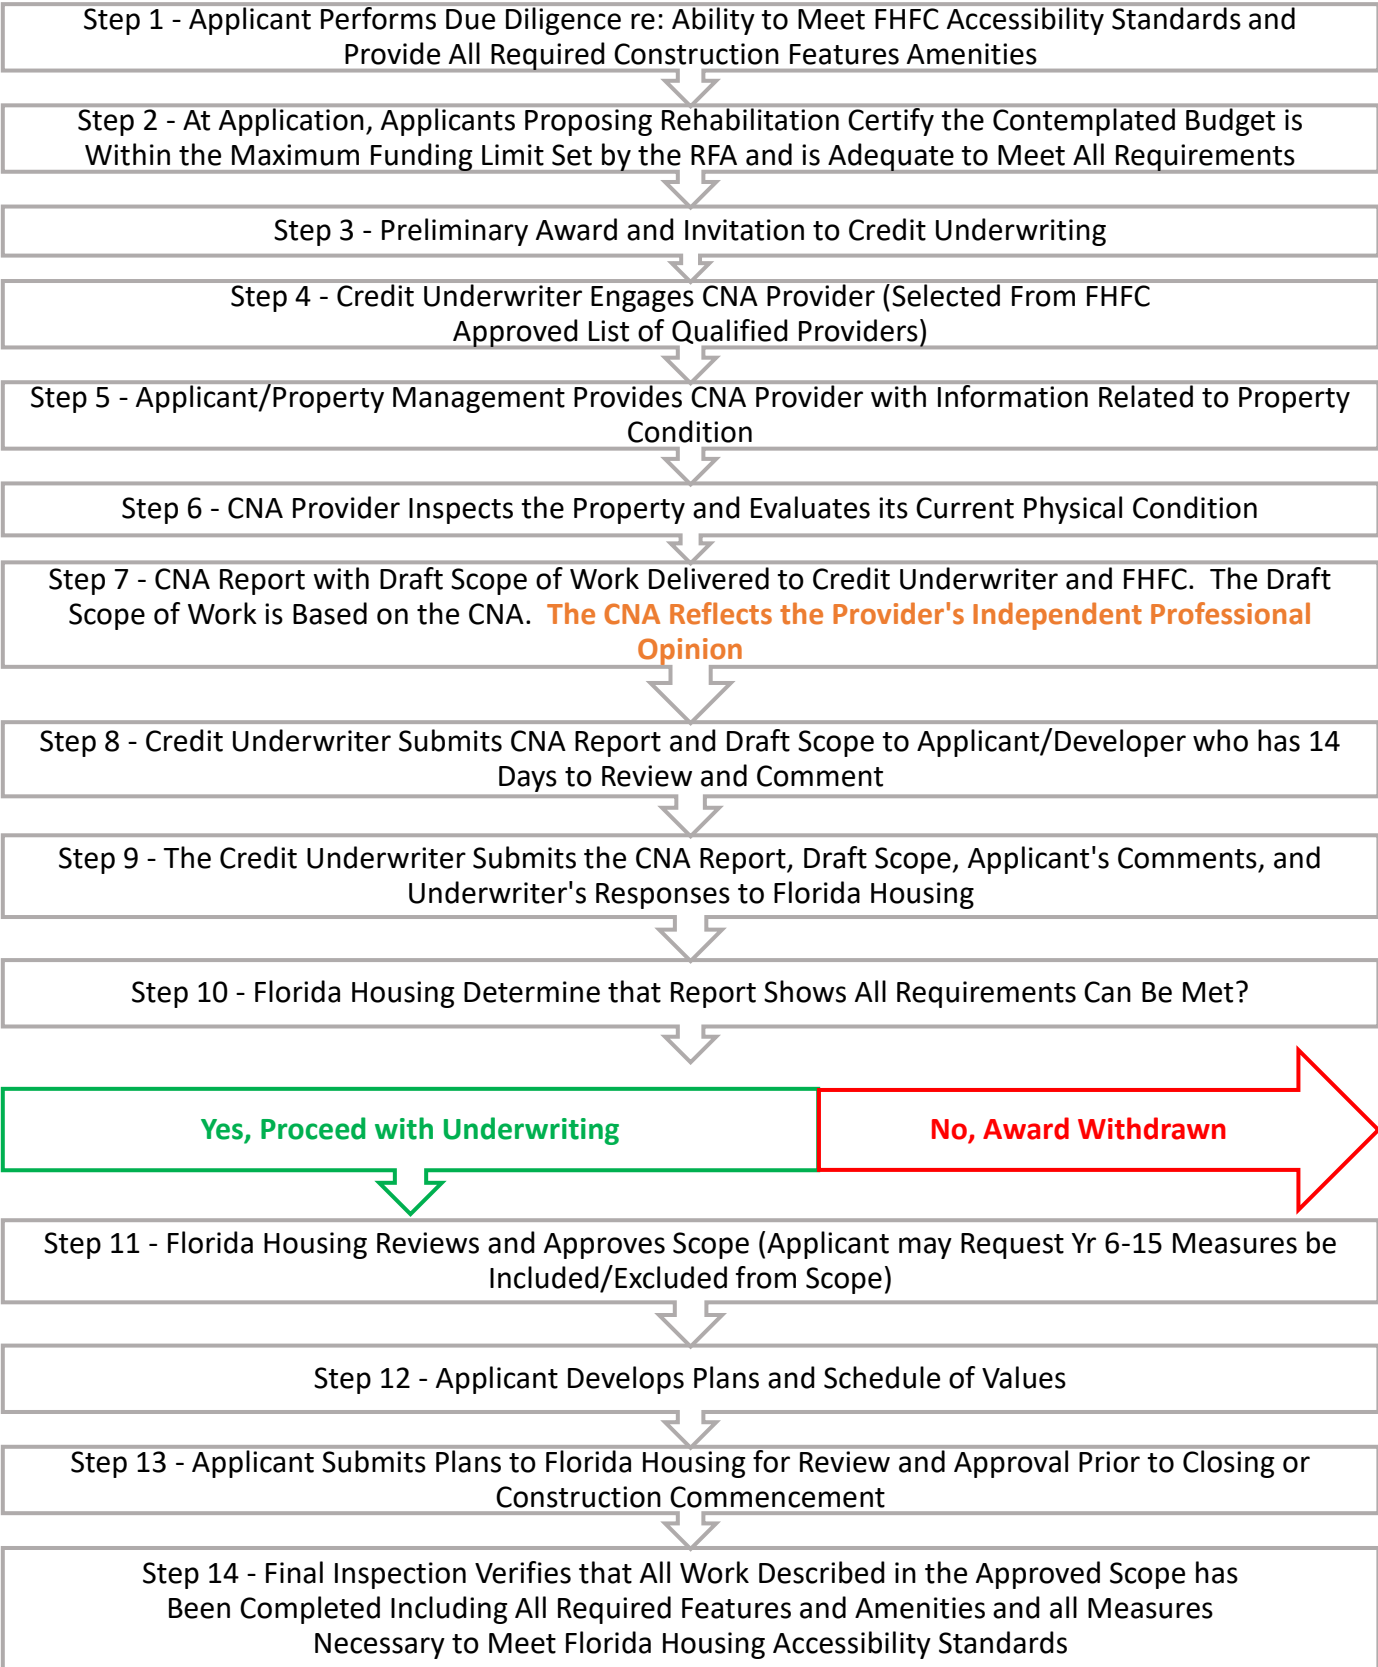 Step 1 - Applicant Performs Due Diligence re: Ability to Meet FHFC Accessibility Standards and
Provide All Required Construction Features Amenities
Step 2 - At Application, Applicants Proposing Rehabilitation Certify the Contemplated Budget is
Within the Maximum Funding Limit Set by the RFA and is Adequate to Meet All Requirements
Step 3 - Preliminary Award and Invitation to Credit Underwriting
Step 4 - Credit Underwriter Engages CNA Provider (Selected From FHFC
Approved List of Qualified Providers)
Step 5 - Applicant/Property Management Provides CNA Provider with Information Related to Property
Condition
Step 6 - CNA Provider Inspects the Property and Evaluates its Current Physical Condition
Step 7 - CNA Report with Draft Scope of Work Delivered to Credit Underwriter and FHFC.  The Draft
Scope of Work is Based on the CNA.  The CNA Reflects the Provider's Independent Professional
Opinion
Step 8 - Credit Underwriter Submits CNA Report and Draft Scope to Applicant/Developer who has 14
Days to Review and Comment
Step 9 - The Credit Underwriter Submits the CNA Report, Draft Scope, Applicant's Comments, and
Underwriter's Responses to Florida Housing
Step 10 - Florida Housing Determine that Report Shows All Requirements Can Be Met?
Yes, Proceed with Underwriting
No, Award Withdrawn
Step 11 - Florida Housing Reviews and Approves Scope (Applicant may Request Yr 6-15 Measures be
Included/Excluded from Scope)
Step 12 - Applicant Develops Plans and Schedule of Values
Step 13 - Applicant Submits Plans to Florida Housing for Review and Approval Prior to Closing or
Construction Commencement
Step 14 - Final Inspection Verifies that All Work Described in the Approved Scope has
Been Completed Including All Required Features and Amenities and all Measures
Necessary to Meet Florida Housing Accessibility Standards